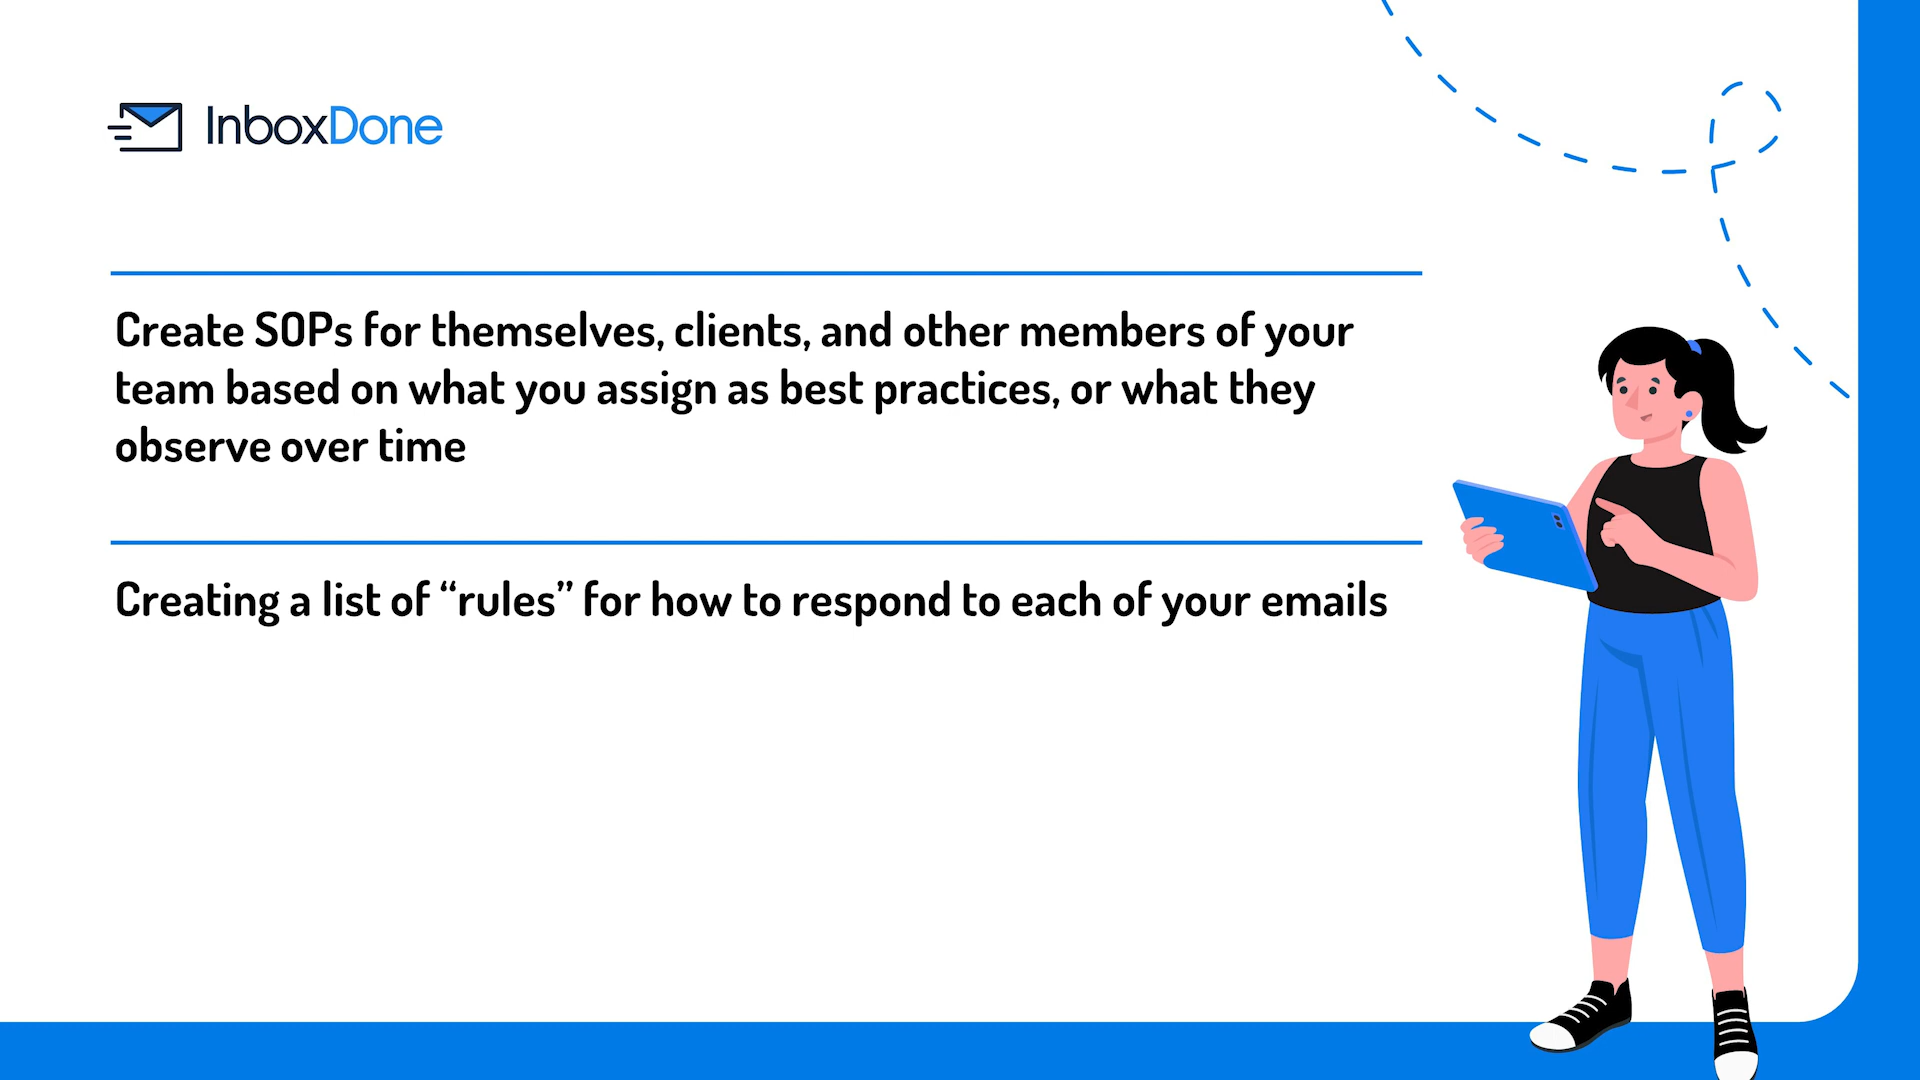 InboxDone
Create SOPs for themselves, clients, and other members of your
team based on what you assign as best practices, or what they
observe over time
Creating a list of “rules” for how to respond to each of your emails